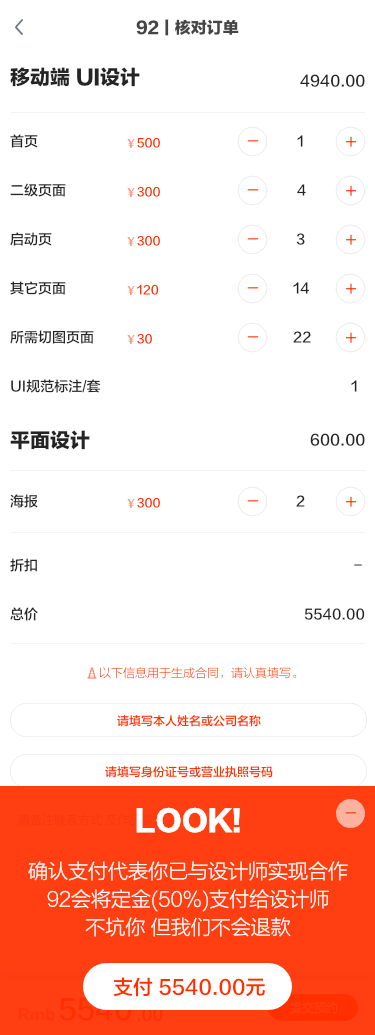 92 | 核对订单
移动端 UI设计 4940.00
首页 ¥500 − 1 +
二级页面 ¥300 − 4 +
启动页 ¥300 − 3 +
其它页面 ¥120 − 14 +
所需切图页面 ¥30 − 22 +
UI规范标注/套 1
平面设计 600.00
海报 ¥300 − 2 +
折扣 −
总价 5540.00
以下信息用于生成合同，请认真填写。
请填写本人姓名或公司名称
请填写身份证号或营业执照号码
LOOK!
确认支付代表你已与设计师实现合作
92会将定金(50%)支付给设计师
不坑你 但我们不会退款
支付 5540.00元
Rmb 5540.00